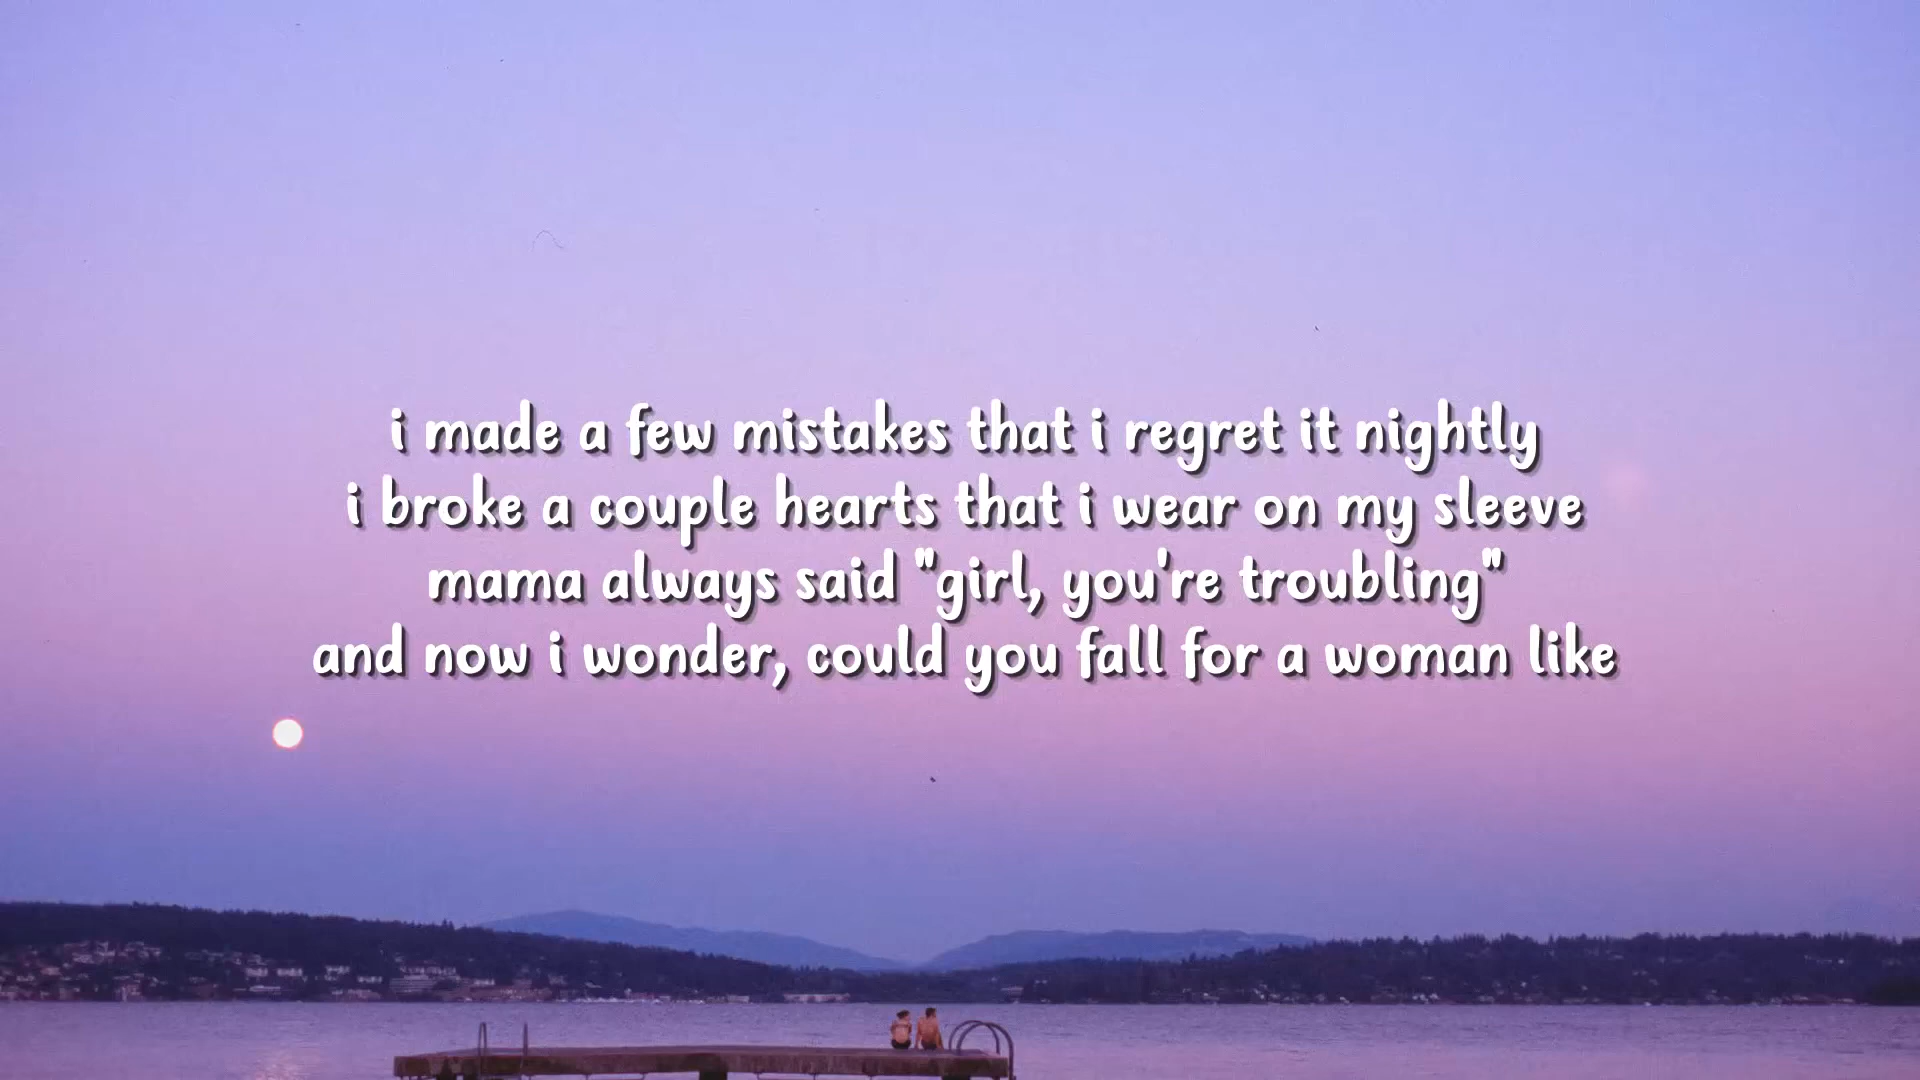 i made a few mistakes that i regret it nightly
i broke a couple hearts that i wear on my sleeve
mama always said "girl, you're troubling"
and now i wonder, could you fall for a woman like